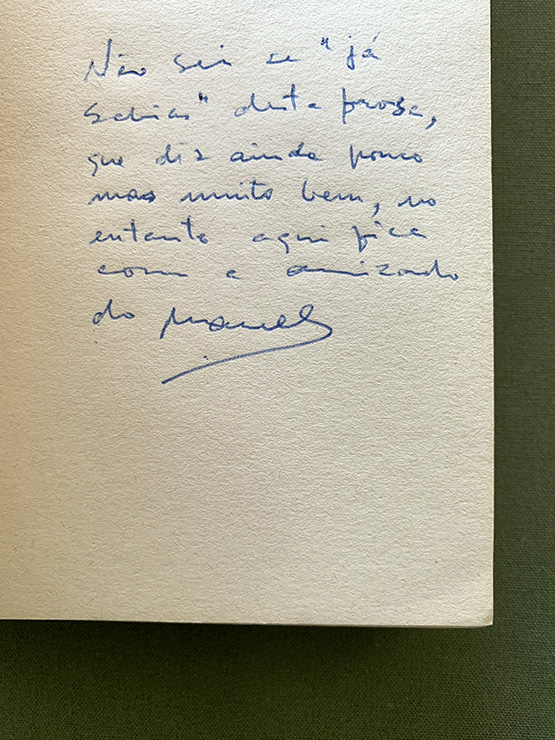 Não sei se "já
sabias" desta prosa,
que diz ainda pouco
mas muito bem, no
entanto aqui fica
com a amizade
do Manuel